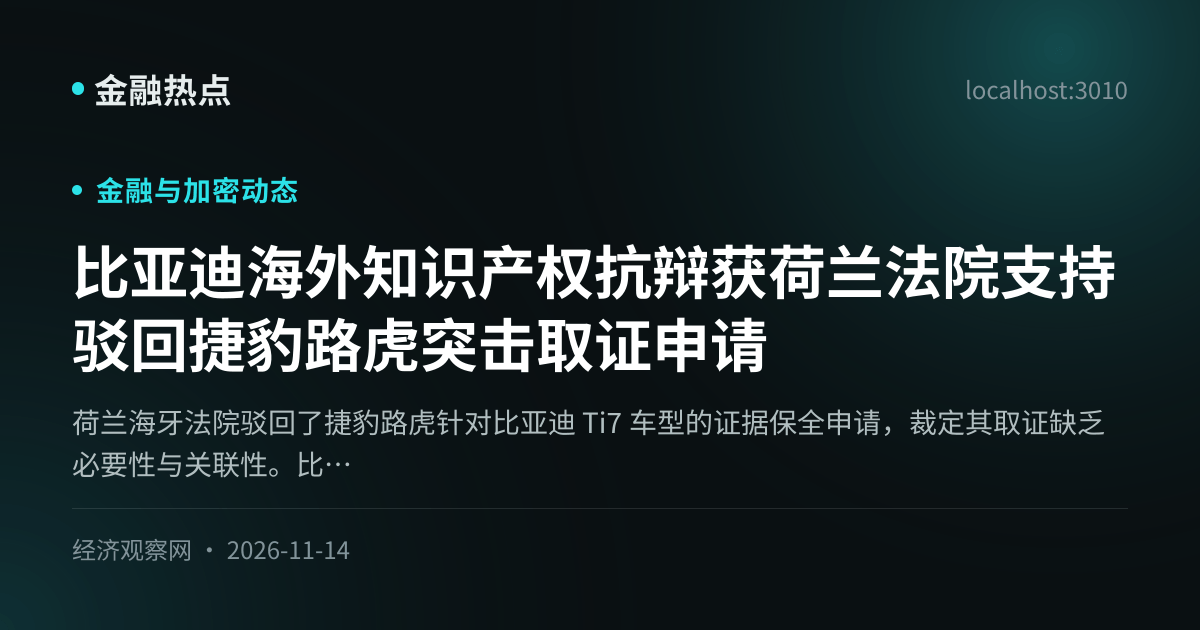 金融热点
localhost:3010
金融与加密动态
比亚迪海外知识产权抗辩获荷兰法院支持
驳回捷豹路虎突击取证申请
荷兰海牙法院驳回了捷豹路虎针对比亚迪 Ti7 车型的证据保全申请，裁定其取证缺乏
必要性与关联性。比…
经济观察网 · 2026-11-14